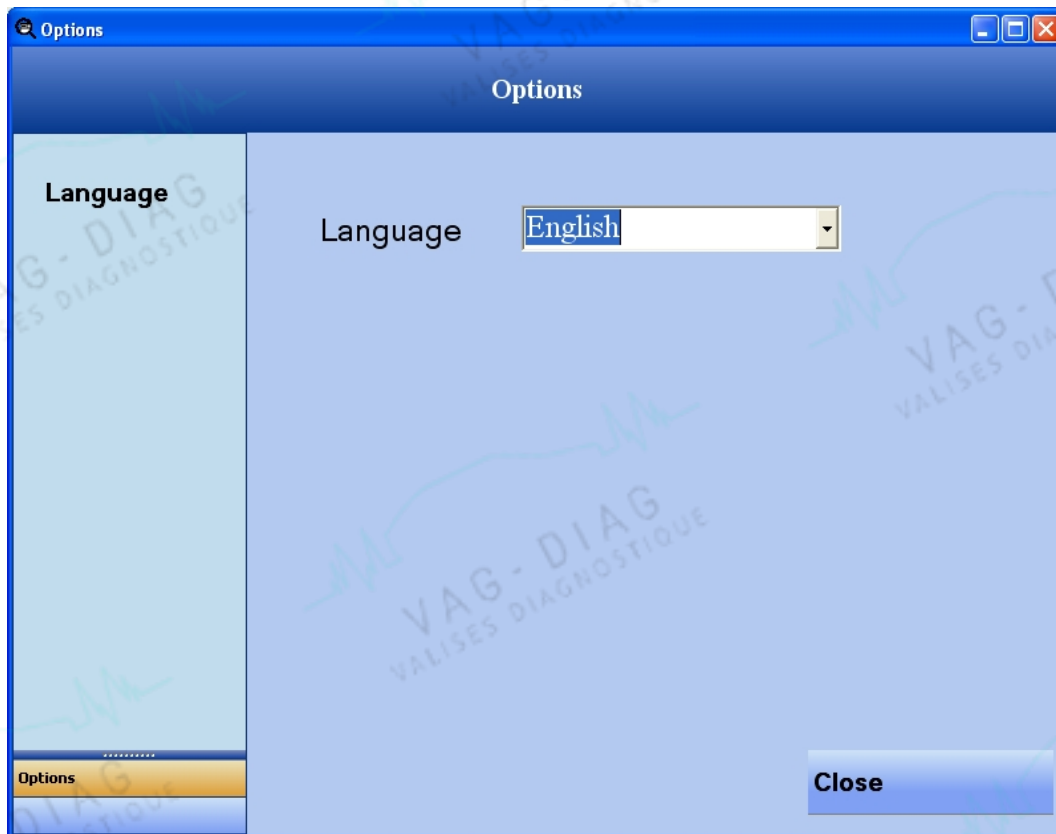 Options
Options
Language
Language
English
Options
Close
VAG - DIAG
VALISES DIAGNOSTIQUE